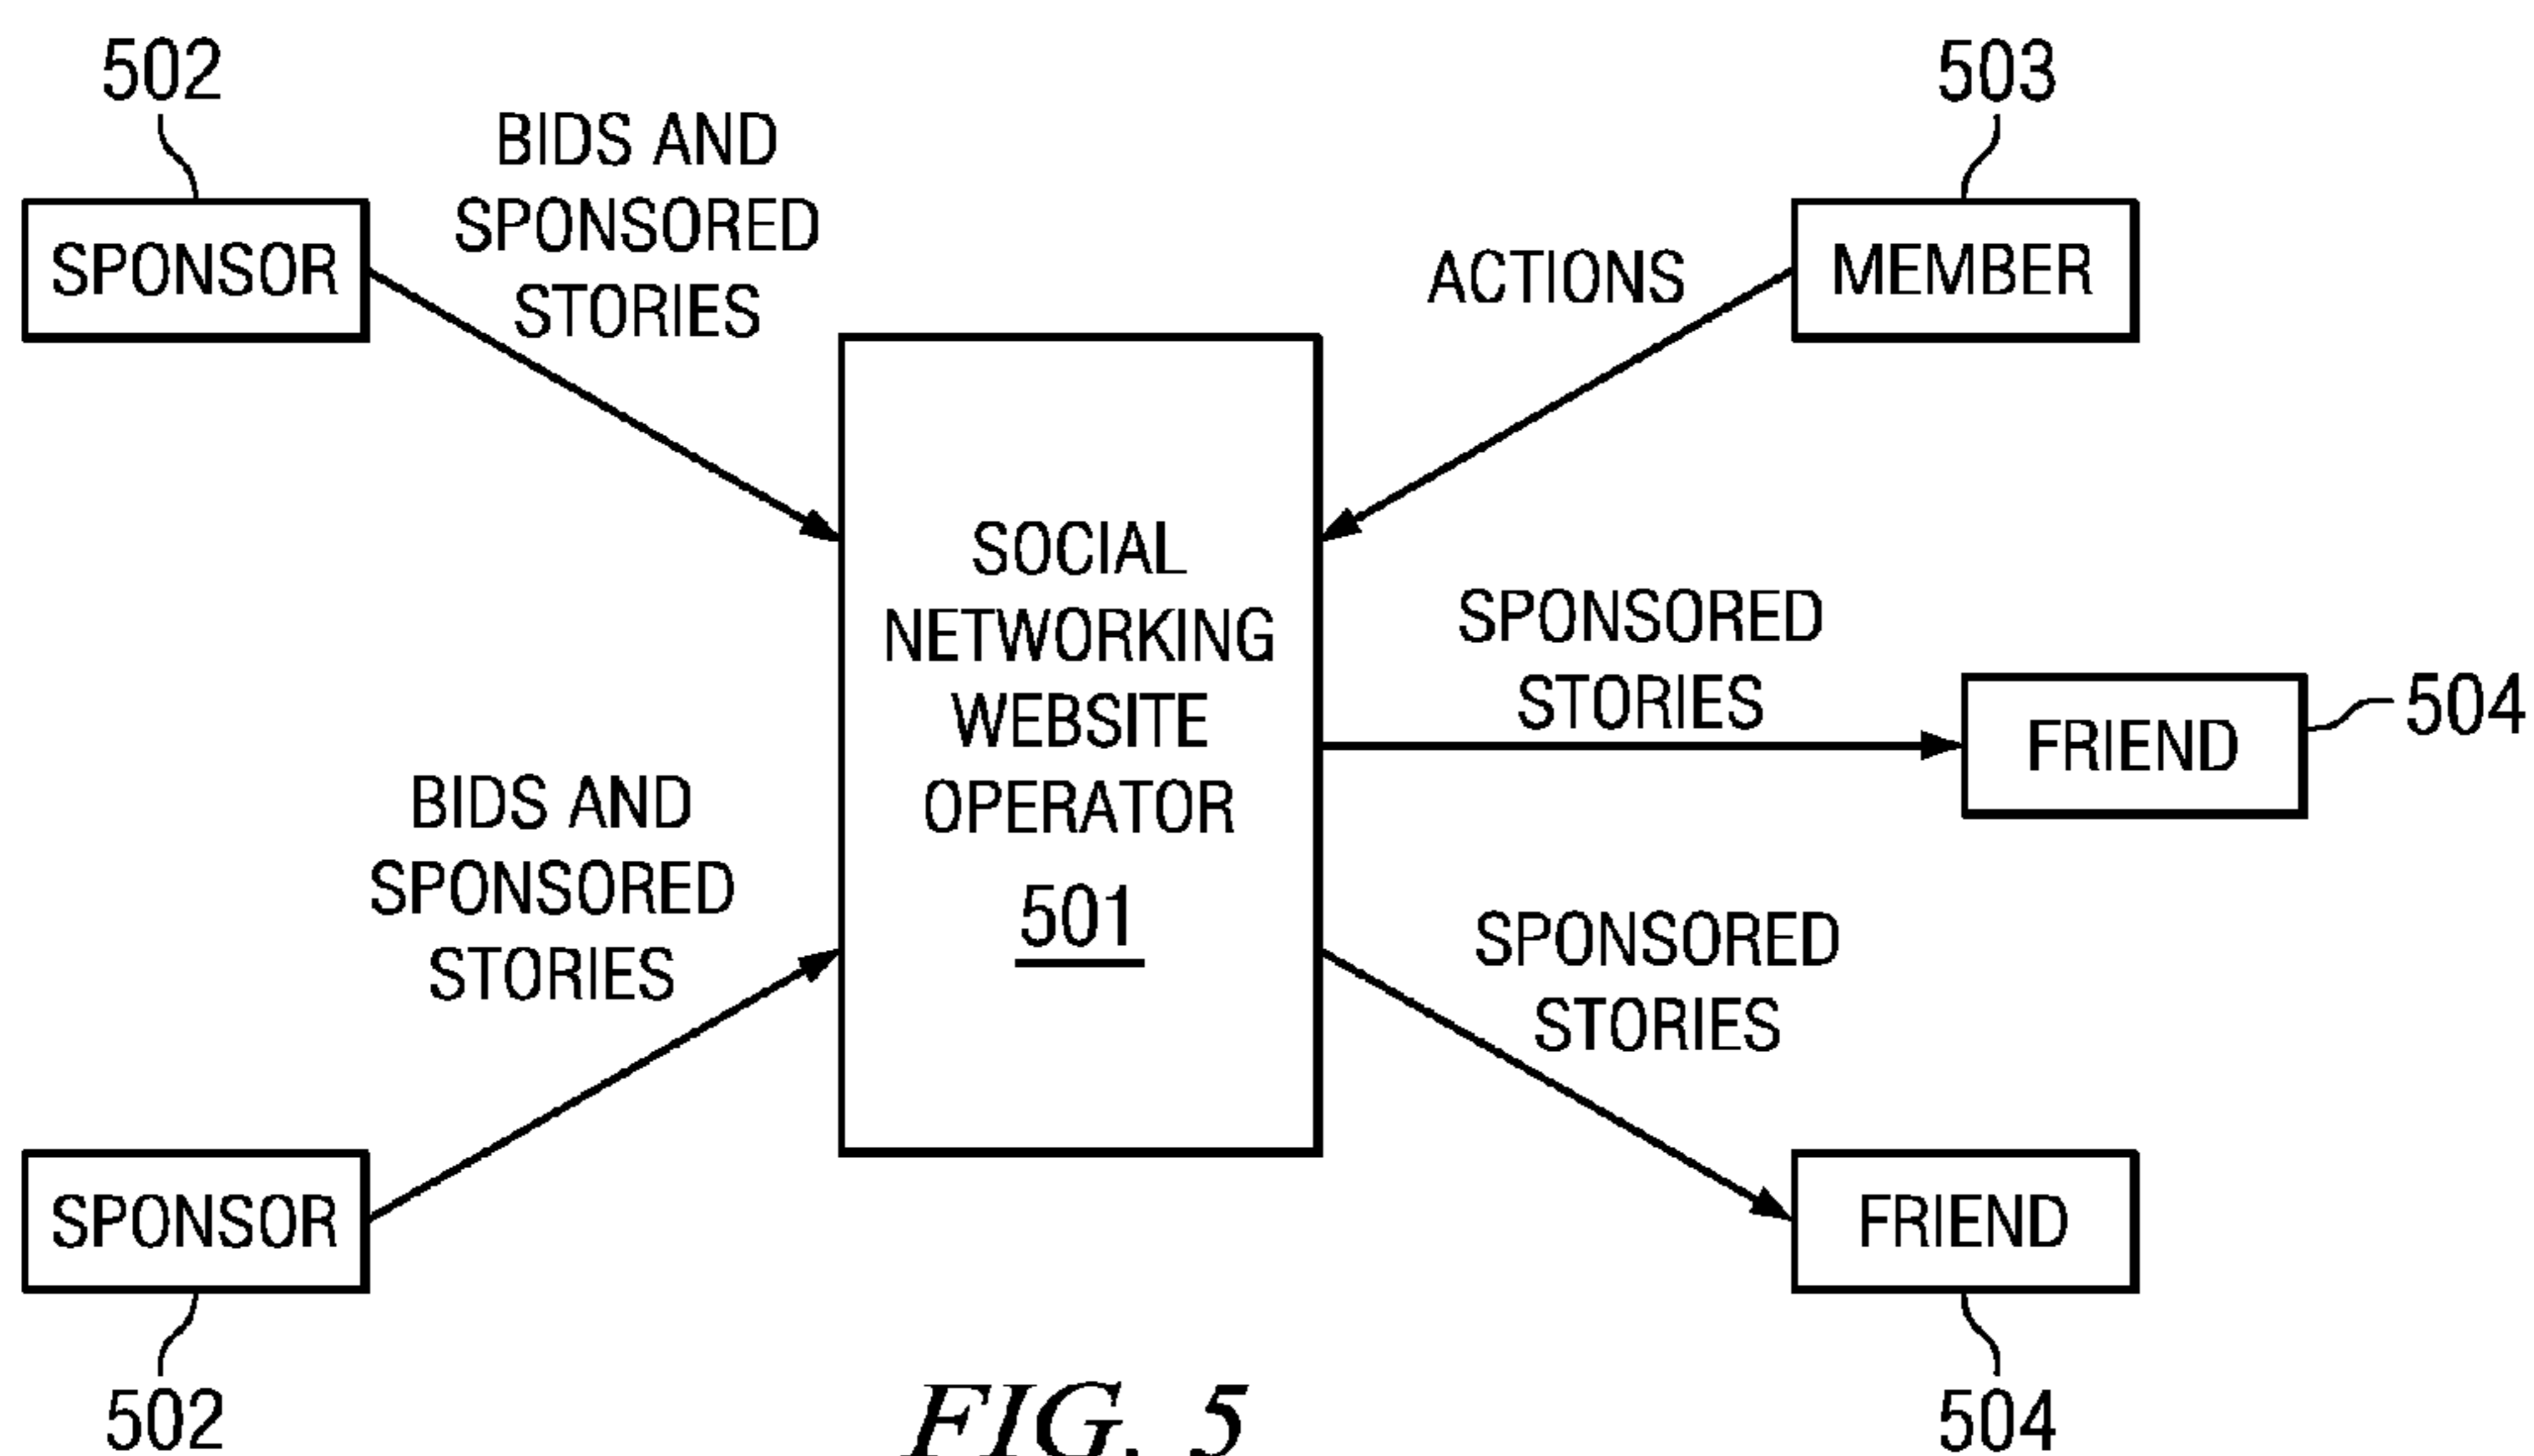 502
BIDS AND
SPONSORED
STORIES
SPONSOR
503
ACTIONS
MEMBER
SOCIAL
NETWORKING
WEBSITE
OPERATOR
501
SPONSORED
STORIES
FRIEND
504
BIDS AND
SPONSORED
STORIES
SPONSOR
502
SPONSORED
STORIES
FRIEND
504
FIG. 5